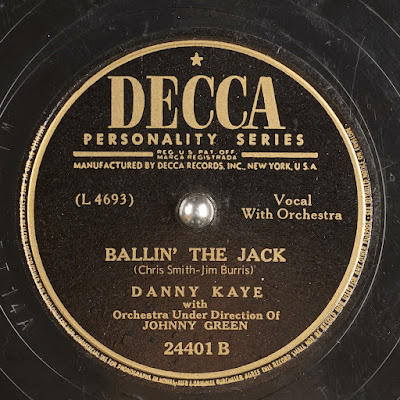 DECCA
PERSONALITY SERIES
REG. U.S. PAT. OFF.
MARCA REGISTRADA
MANUFACTURED BY DECCA RECORDS, INC., NEW YORK, U. S. A.
(L 4693)
Vocal
With Orchestra
BALLIN' THE JACK
(Chris Smith-Jim Burris)
DANNY KAYE
with
Orchestra Under Direction Of
JOHNNY GREEN
24401 B